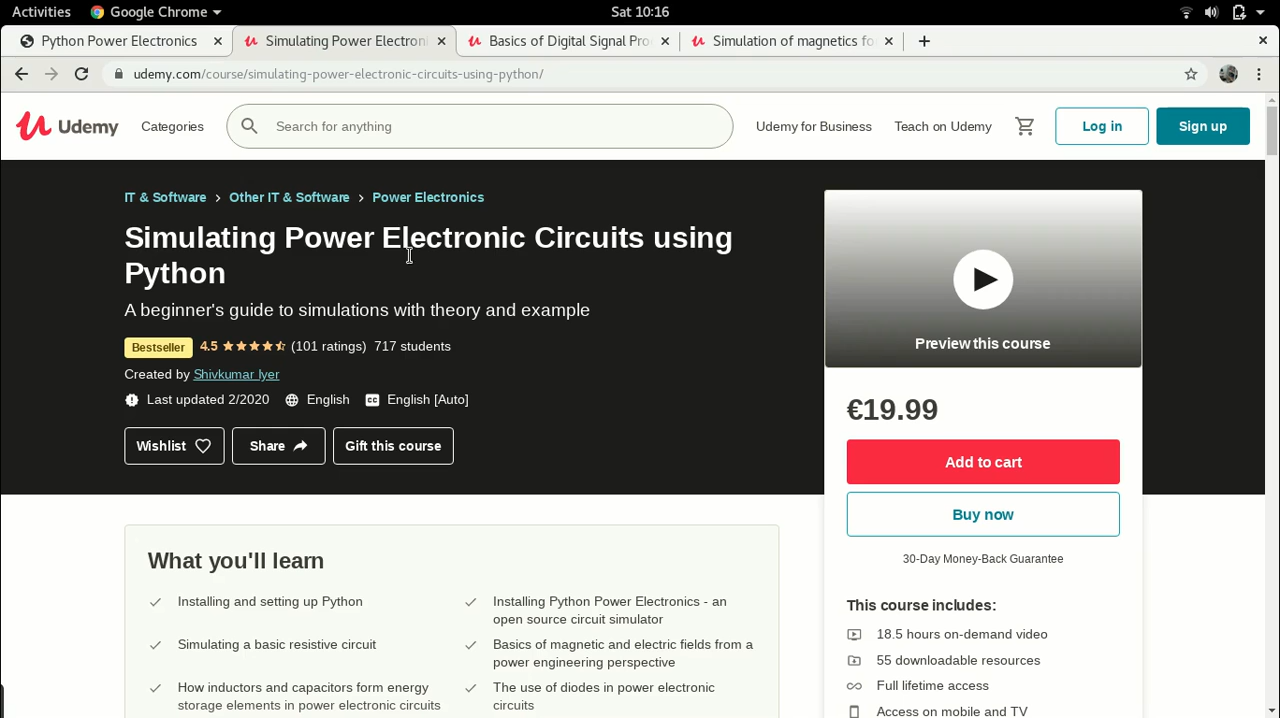 Activities Google Chrome Sat 10:16
Python Power Electronics Simulating Power Electroni Basics of Digital Signal Pro Simulation of magnetics fo
udemy.com/course/simulating-power-electronic-circuits-using-python/
Udemy Categories Search for anything Udemy for Business Teach on Udemy Log in Sign up
IT & Software > Other IT & Software > Power Electronics
Simulating Power Electronic Circuits using
Python
A beginner's guide to simulations with theory and example
Bestseller 4.5 (101 ratings) 717 students
Created by Shivkumar Iyer
Last updated 2/2020 English CC English [Auto]
Wishlist Share Gift this course
Preview this course
€19.99
Add to cart
Buy now
30-Day Money-Back Guarantee
This course includes:
18.5 hours on-demand video
55 downloadable resources
Full lifetime access
Access on mobile and TV
What you'll learn
Installing and setting up Python
Installing Python Power Electronics - an
open source circuit simulator
Simulating a basic resistive circuit
Basics of magnetic and electric fields from a
power engineering perspective
How inductors and capacitors form energy
storage elements in power electronic circuits
The use of diodes in power electronic
circuits